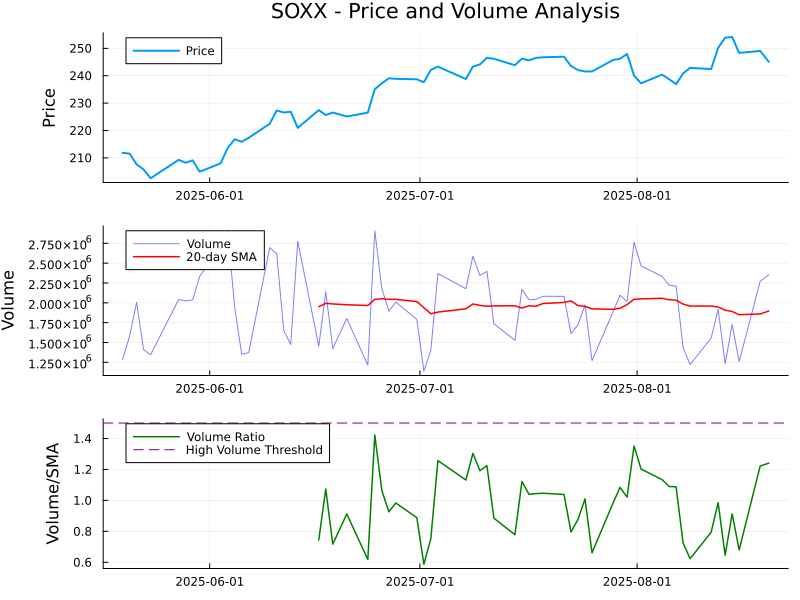 SOXX - Price and Volume Analysis
Price
250
240
230
220
210
Price
2025-06-01
2025-07-01
2025-08-01
Volume
20-day SMA
2.750×10⁶
2.500×10⁶
2.250×10⁶
2.000×10⁶
1.750×10⁶
1.500×10⁶
1.250×10⁶
Volume
2025-06-01
2025-07-01
2025-08-01
Volume Ratio
High Volume Threshold
1.4
1.2
1.0
0.8
0.6
Volume/SMA
2025-06-01
2025-07-01
2025-08-01